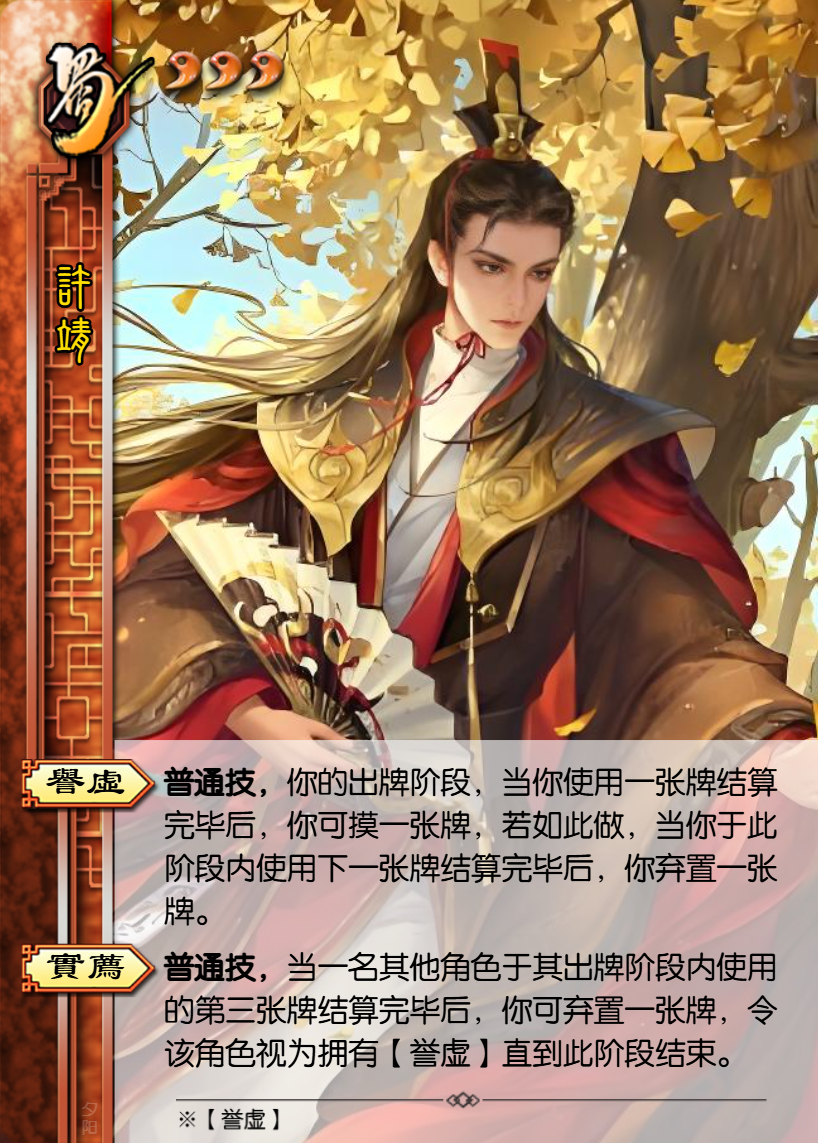 蜀
許靖
譽虛
普通技，你的出牌阶段，当你使用一张牌结算
完毕后，你可摸一张牌，若如此做，当你于此
阶段内使用下一张牌结算完毕后，你弃置一张
牌。
實薦
普通技，当一名其他角色于其出牌阶段内使用
的第三张牌结算完毕后，你可弃置一张牌，令
该角色视为拥有【誉虚】直到此阶段结束。
※【誉虚】
夕阳